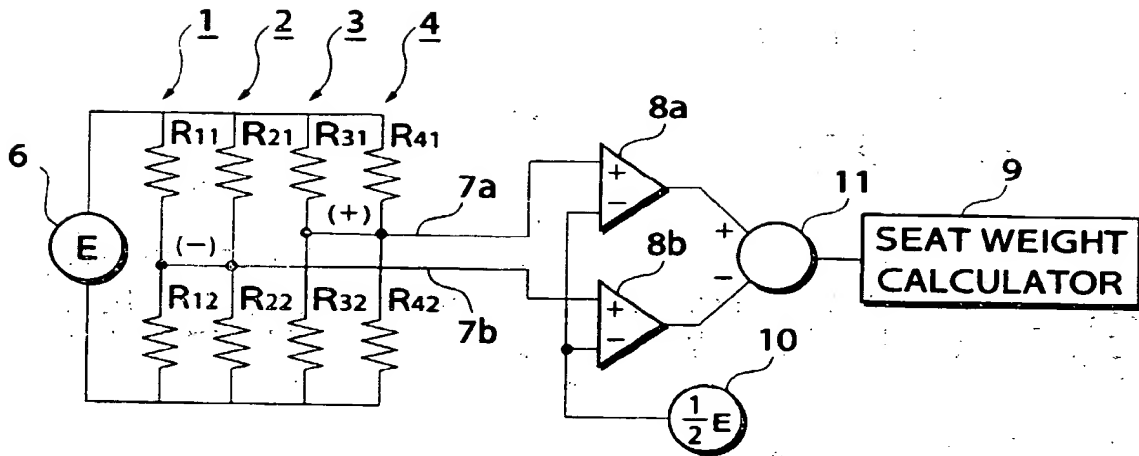 1 2 3 4
R11 R21 R31 R41
8a
6
7a
11
9
E
(−) (+)
+
−
+
−
SEAT WEIGHT
CALCULATOR
8b
R12 R22 R32 R42
7b
+
−
10
1/2 E